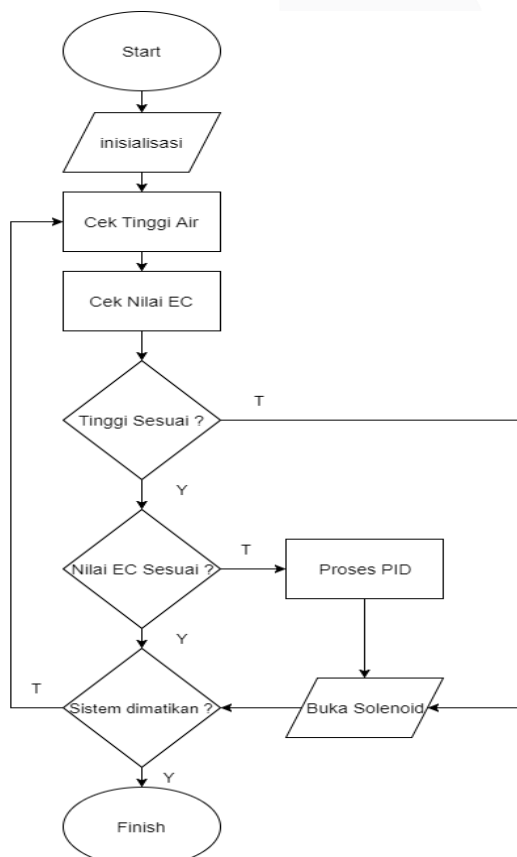 Start
inisialisasi
Cek Tinggi Air
Cek Nilai EC
Tinggi Sesuai ?
T
Y
Nilai EC Sesuai ?
T
Proses PID
Y
Sistem dimatikan ?
T
Buka Solenoid
Y
Finish